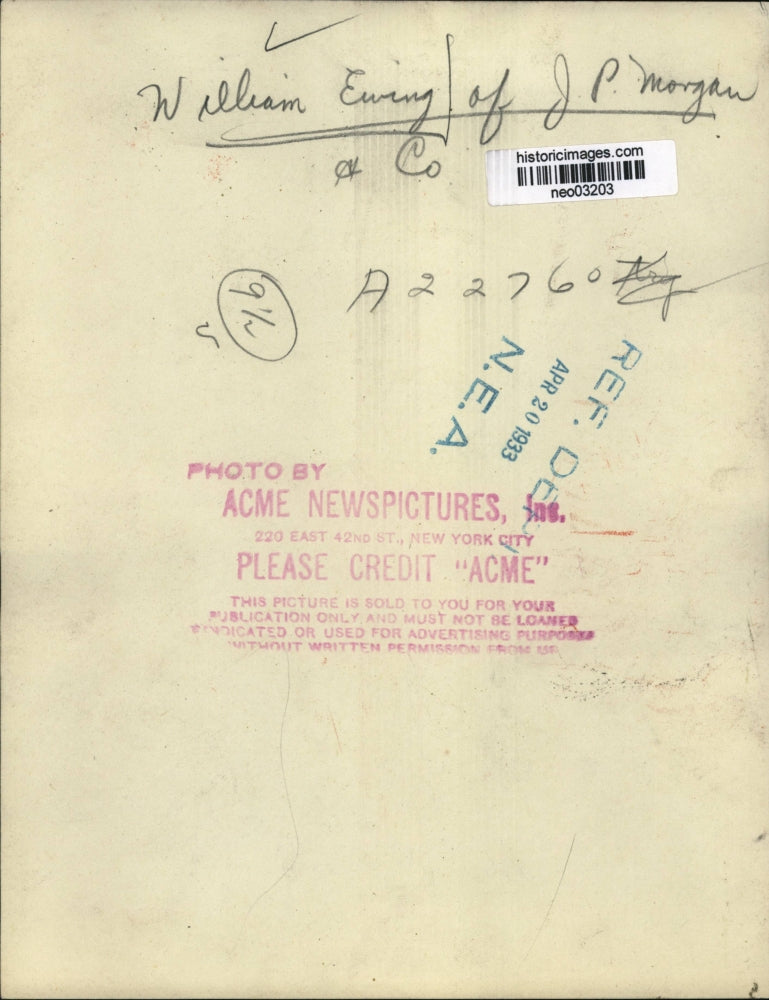 William Ewing of J. P. Morgan
& Co
historicimages.com
neo03203
9½
A22760
REF. DEPT.
APR 20 1933
N.E.A.
PHOTO BY
ACME NEWSPICTURES, Inc.
220 EAST 42ND ST., NEW YORK CITY
PLEASE CREDIT "ACME"
THIS PICTURE IS SOLD TO YOU FOR YOUR
PUBLICATION ONLY AND MUST NOT BE LOANED
SYNDICATED OR USED FOR ADVERTISING PURPOSES
WITHOUT WRITTEN PERMISSION FROM US